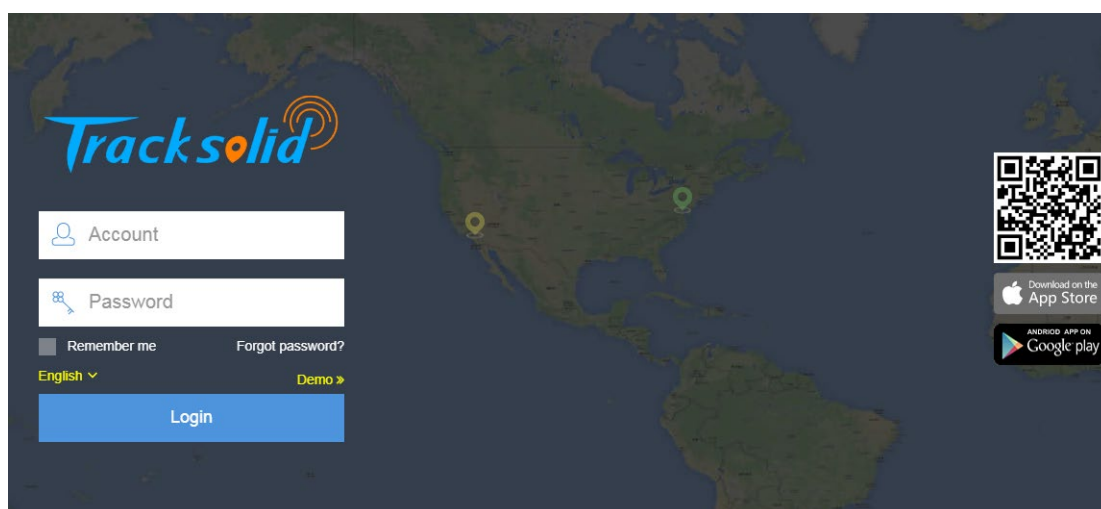 Tracksolid
Account
Password
Remember me
Forgot password?
English
Demo »
Login
Download on the
App Store
ANDRIOD APP ON
Google play